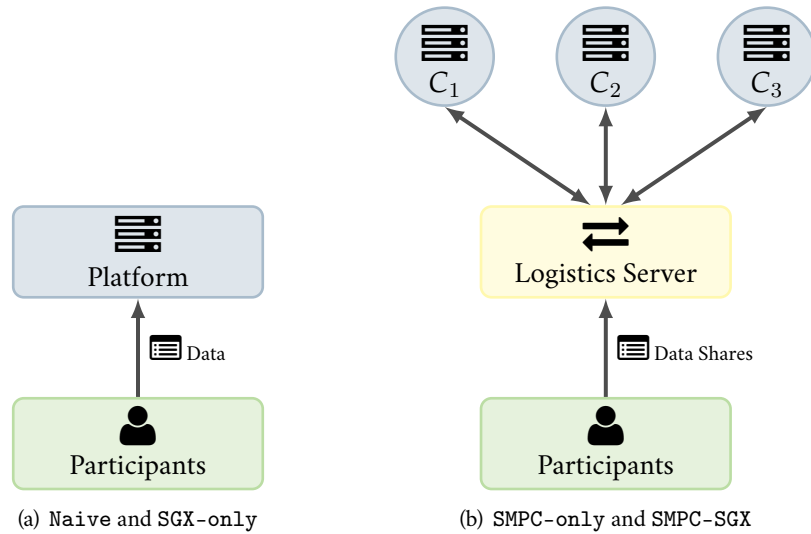 Platform
Data
Participants
(a) Naive and SGX-only
C1
C2
C3
Logistics Server
Data Shares
Participants
(b) SMPC-only and SMPC-SGX